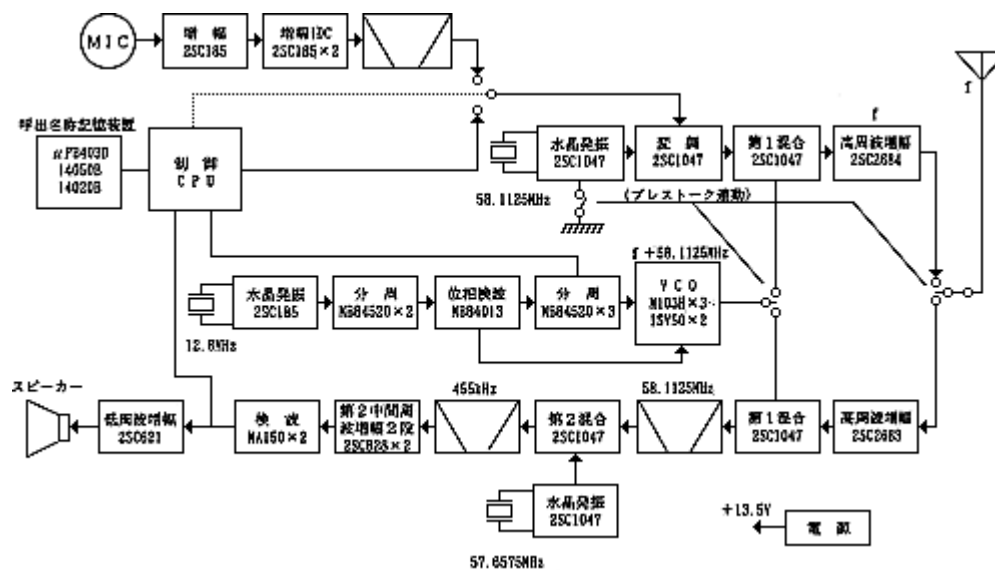 MIC
増 幅
2SC185
増幅IDC
2SC185×2
f
呼出名称記憶装置
μPB403D
14050B
14020B
制 御
CPU
水晶発振
2SC1047
変 調
2SC1047
第1混合
2SC1047
f
高周波増幅
2SC2684
58.1125MHz
(プレストーク連動)
f+58.1125MHz
水晶発振
2SC185
分 周
MB84520×2
位相検波
MB84013
分 周
MB84520×3
VCO
M103H×3
1SV50×2
12.8MHz
スピーカー
低周波増幅
2SC621
検 波
MA150×2
第2中間周
波増幅2段
2SC828×2
455kHz
第2混合
2SC1047
58.1125MHz
第1混合
2SC1047
高周波増幅
2SC2683
水晶発振
2SC1047
57.6575MHz
+13.5V
電 源